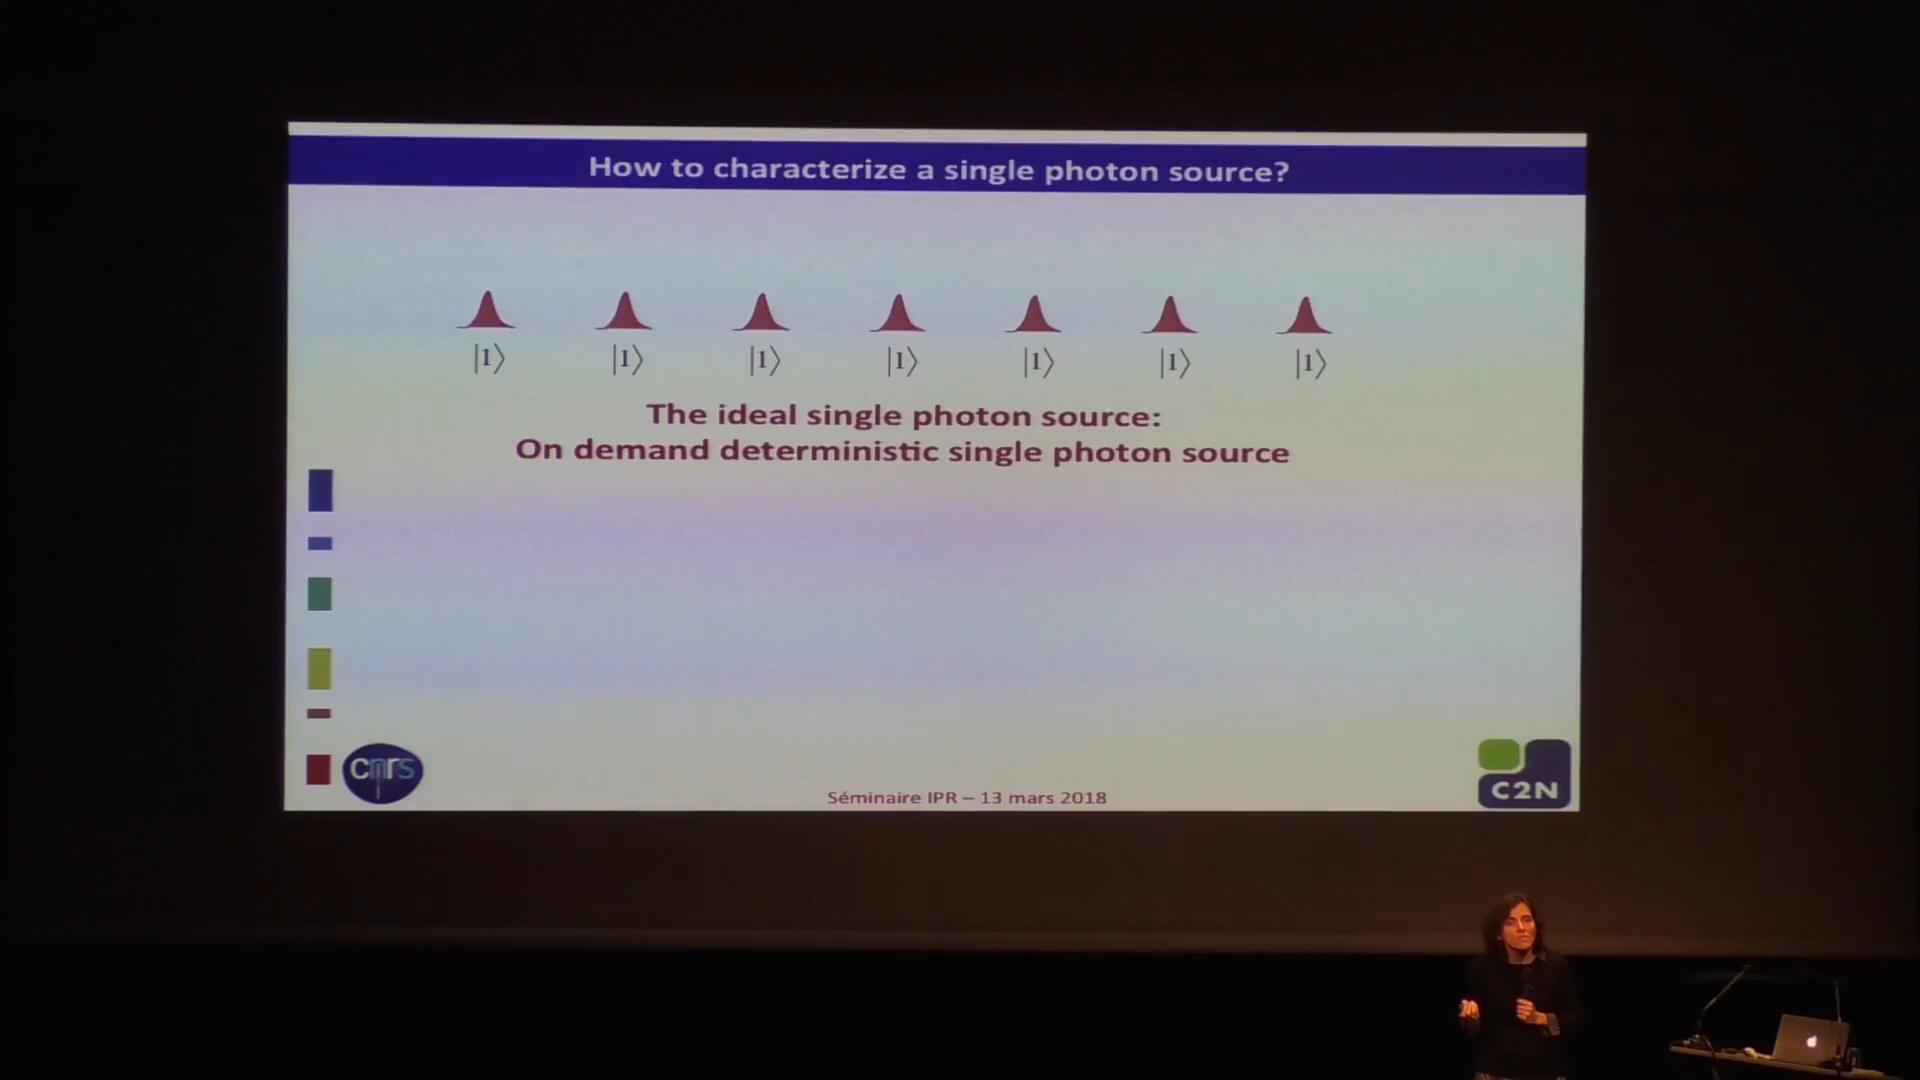 How to characterize a single photon source?
|1⟩ |1⟩ |1⟩ |1⟩ |1⟩ |1⟩ |1⟩
The ideal single photon source:
On demand deterministic single photon source
cnrs
Séminaire IPR – 13 mars 2018
C2N